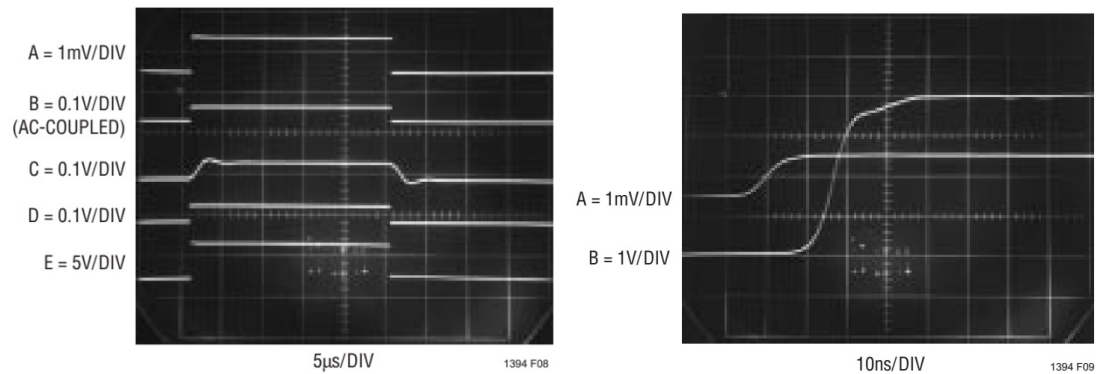 A = 1mV/DIV
B = 0.1V/DIV
(AC-COUPLED)
C = 0.1V/DIV
D = 0.1V/DIV
E = 5V/DIV
5µs/DIV
1394 F08
A = 1mV/DIV
B = 1V/DIV
10ns/DIV
1394 F09